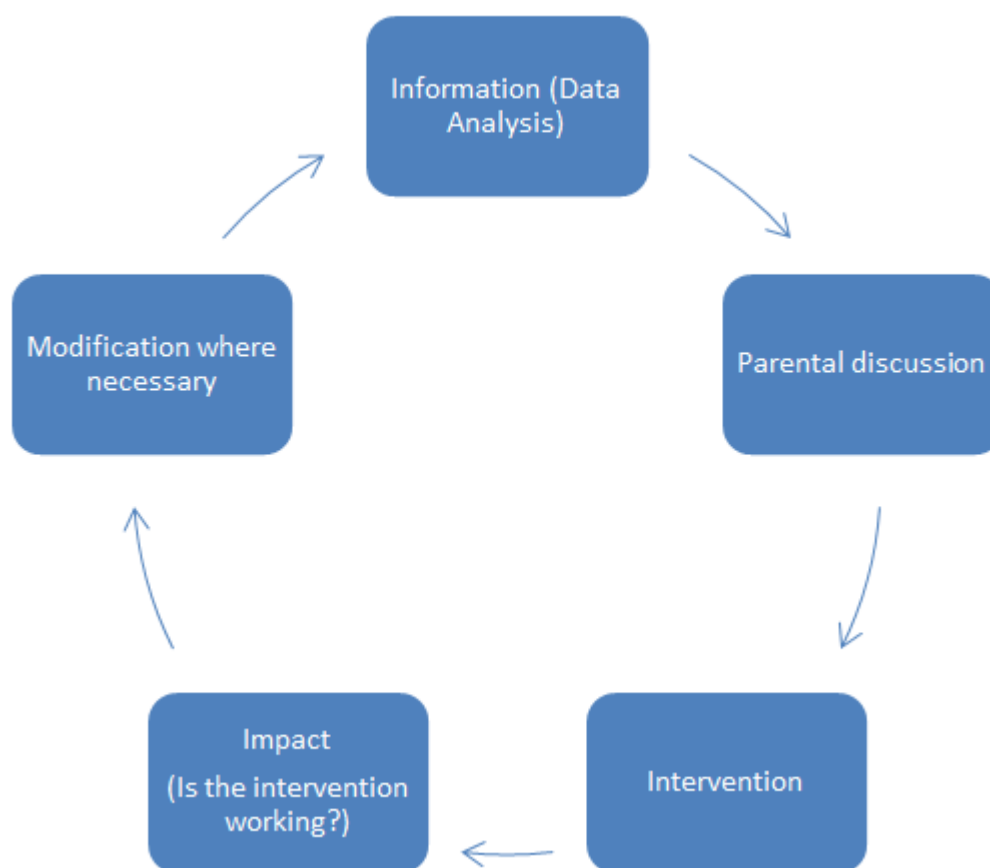 Information (Data
Analysis)
Parental discussion
Intervention
Impact
(Is the intervention
working?)
Modification where
necessary